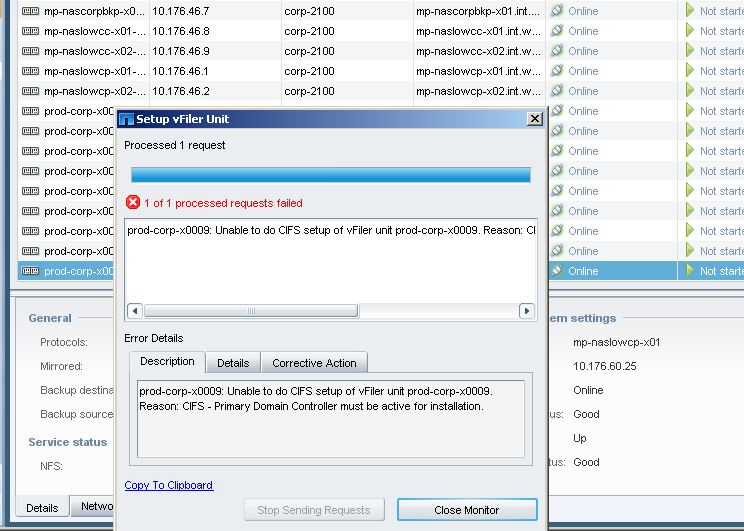 mp-nascorpbkp-x0... 10.176.46.7 corp-2100 mp-nascorpbkp-x01.int.... Online Not starte
mp-naslowcc-x01-... 10.176.46.8 corp-2100 mp-naslowcc-x01.int.w... Online Not starte
mp-naslowcc-x02-... 10.176.46.9 corp-2100 mp-naslowcc-x02.int.w... Online Not starte
mp-naslowcp-x01-... 10.176.46.1 corp-2100 mp-naslowcp-x01.int.w... Online Not starte
mp-naslowcp-x02-... 10.176.46.2 corp-2100 mp-naslowcp-x02.int.w... Online Not starte
prod-corp-x00 Online Not starte
prod-corp-x00 Online Not starte
prod-corp-x00 Online Not starte
prod-corp-x00 Online Not starte
prod-corp-x00 Online Not starte
prod-corp-x00 Online Not starte
prod-corp-x00 Online Not starte
prod-corp-x00 Online Not starte
prod-corp-x00 Online Not starte
Setup vFiler Unit
Processed 1 request
1 of 1 processed requests failed
prod-corp-x0009: Unable to do CIFS setup of vFiler unit prod-corp-x0009. Reason: CI
Error Details
Description Details Corrective Action
prod-corp-x0009: Unable to do CIFS setup of vFiler unit prod-corp-x0009.
Reason: CIFS - Primary Domain Controller must be active for installation.
Copy To Clipboard
Stop Sending Requests Close Monitor
General
Protocols:
Mirrored:
Backup destina
Backup source
Service status
NFS:
Details Netwo
em settings
mp-naslowcp-x01
10.176.60.25
Online
us: Good
Up
tus: Good